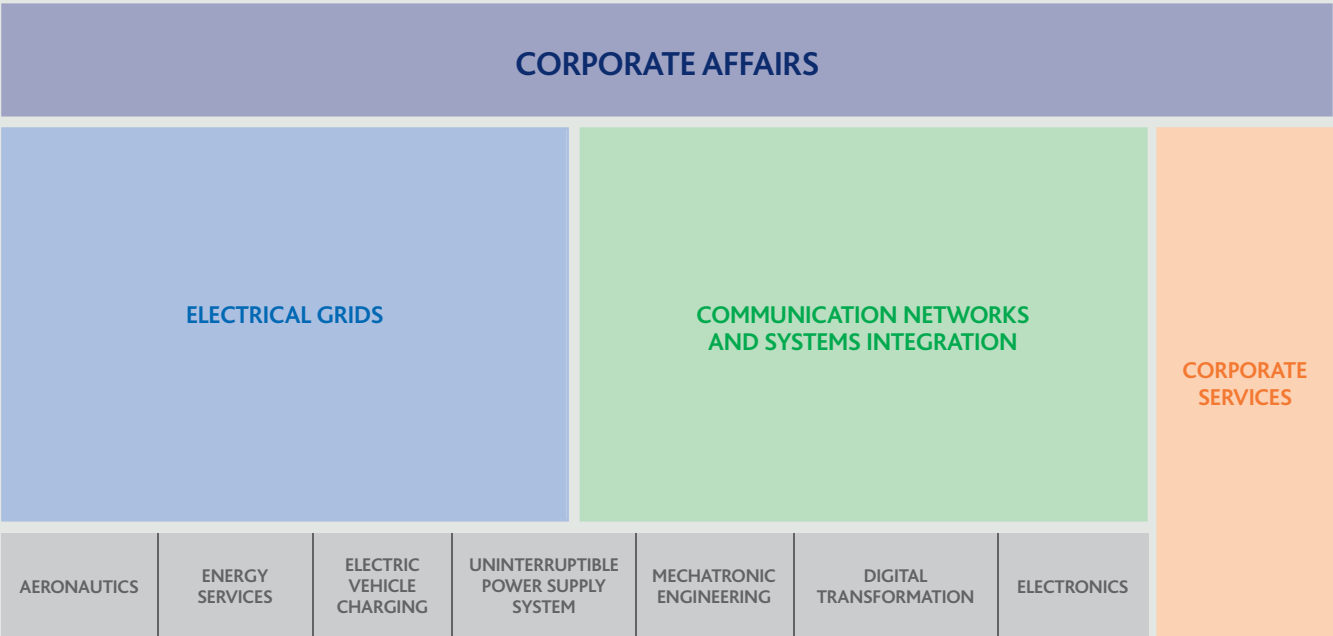 CORPORATE AFFAIRS
ELECTRICAL GRIDS
COMMUNICATION NETWORKS
AND SYSTEMS INTEGRATION
CORPORATE
SERVICES
AERONAUTICS
ENERGY
SERVICES
ELECTRIC
VEHICLE
CHARGING
UNINTERRUPTIBLE
POWER SUPPLY
SYSTEM
MECHATRONIC
ENGINEERING
DIGITAL
TRANSFORMATION
ELECTRONICS